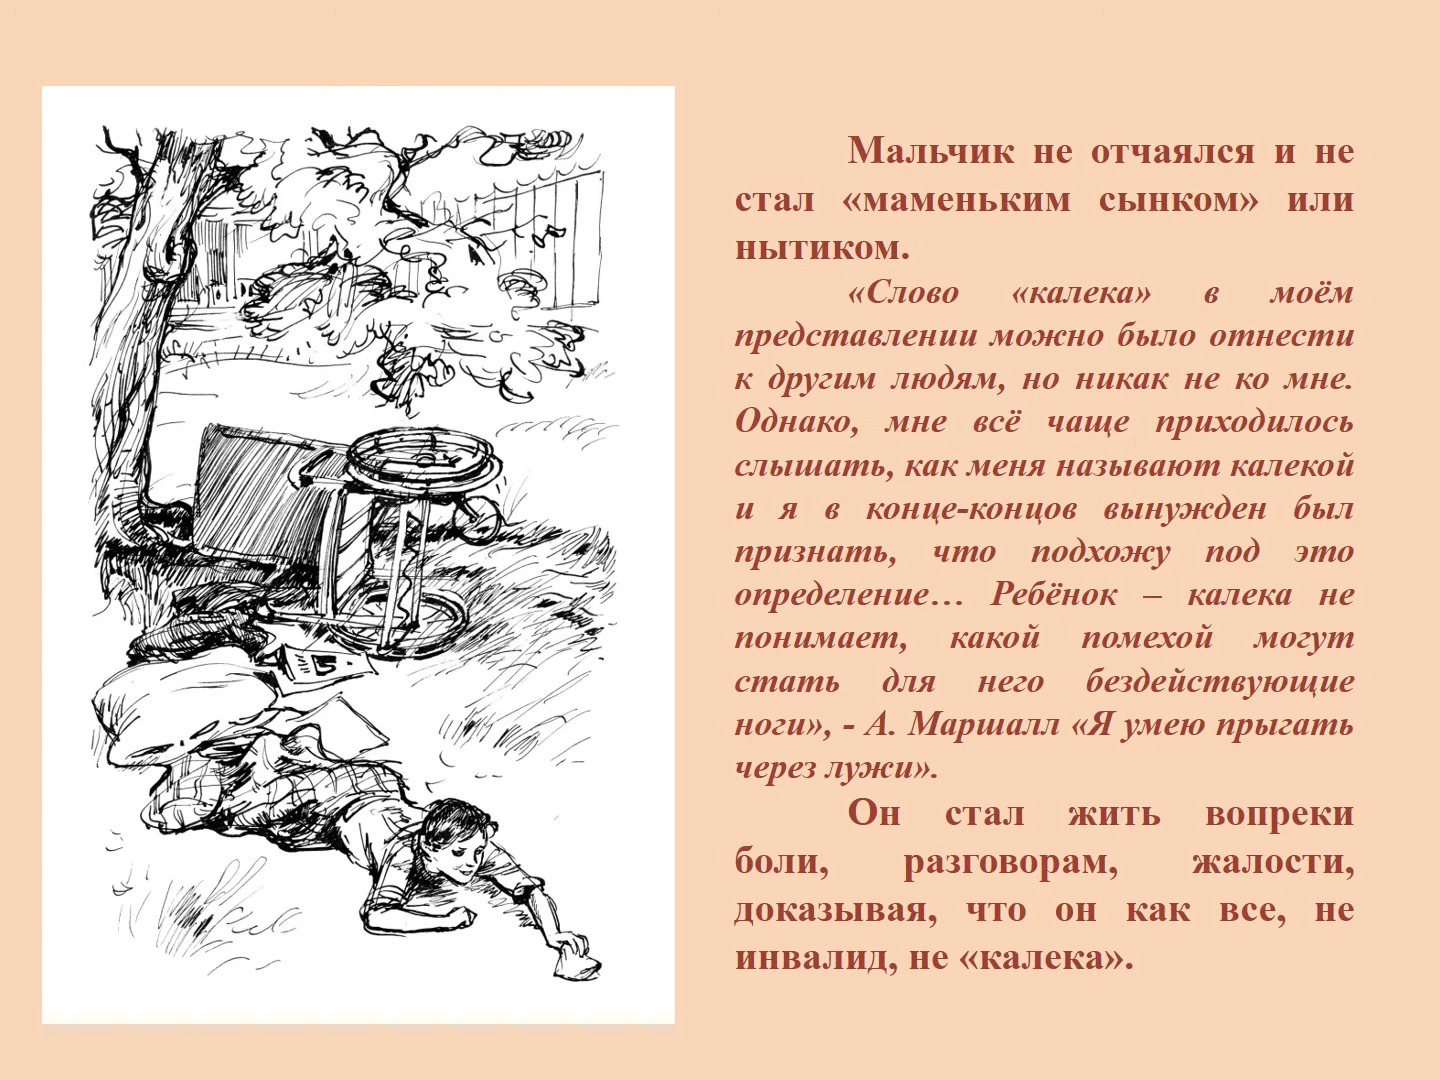 Мальчик не отчаялся и не
стал «маменьким сынком» или
нытиком.
«Слово «калека» в моём
представлении можно было отнести
к другим людям, но никак не ко мне.
Однако, мне всё чаще приходилось
слышать, как меня называют калекой
и я в конце-концов вынужден был
признать, что подхожу под это
определение… Ребёнок – калека не
понимает, какой помехой могут
стать для него бездействующие
ноги», - А. Маршалл «Я умею прыгать
через лужи».
Он стал жить вопреки
боли, разговорам, жалости,
доказывая, что он как все, не
инвалид, не «калека».